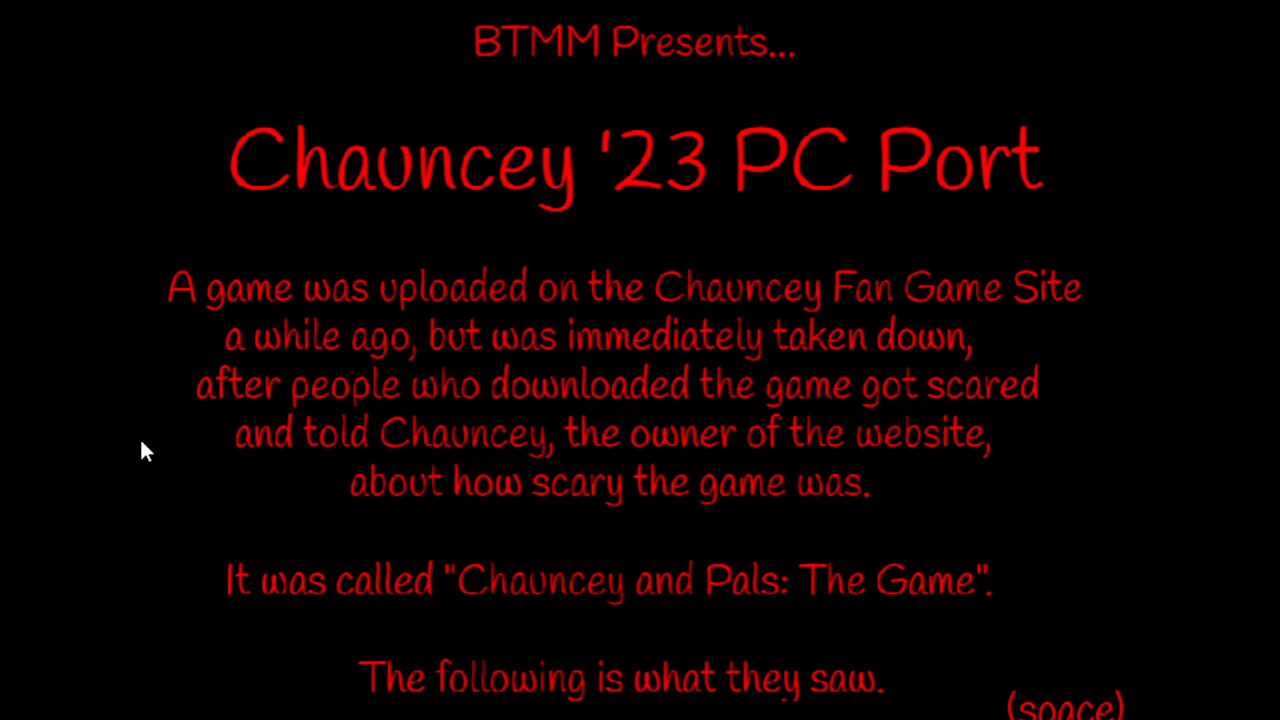 BTMM Presents...
Chauncey '23 PC Port
A game was uploaded on the Chauncey Fan Game Site
a while ago, but was immediately taken down,
after people who downloaded the game got scared
and told Chauncey, the owner of the website,
about how scary the game was.
It was called "Chauncey and Pals: The Game".
The following is what they saw.
(space)